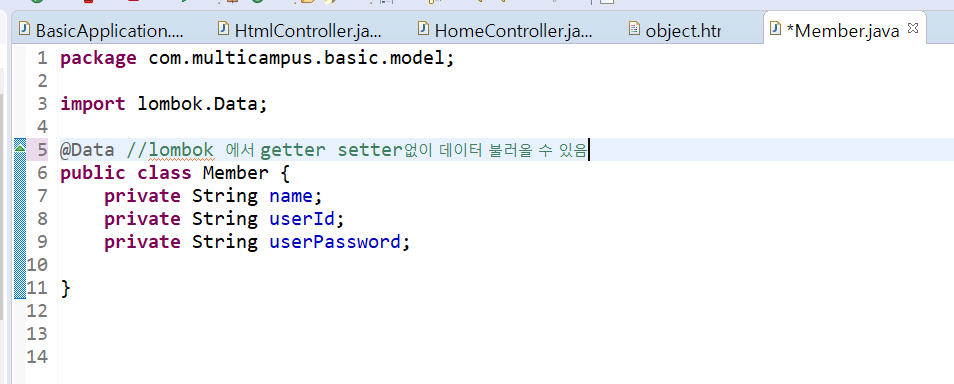 BasicApplication....
HtmlController.ja...
HomeController.ja...
object.htr
*Member.java
1 package com.multicampus.basic.model;
2
3 import lombok.Data;
4
5 @Data //lombok 에서 getter setter없이 데이터 불러올 수 있음
6 public class Member {
7 private String name;
8 private String userId;
9 private String userPassword;
10
11 }
12
13
14